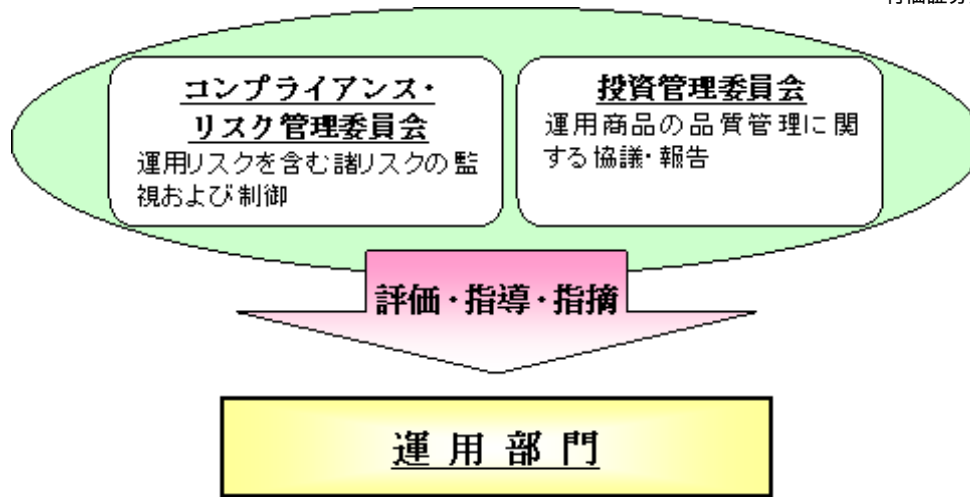 コンプライアンス・
リスク管理委員会
運用リスクを含む諸リスクの監
視および制御
投資管理委員会
運用商品の品質管理に関
する協議・報告
評価・指導・指摘
運用部門